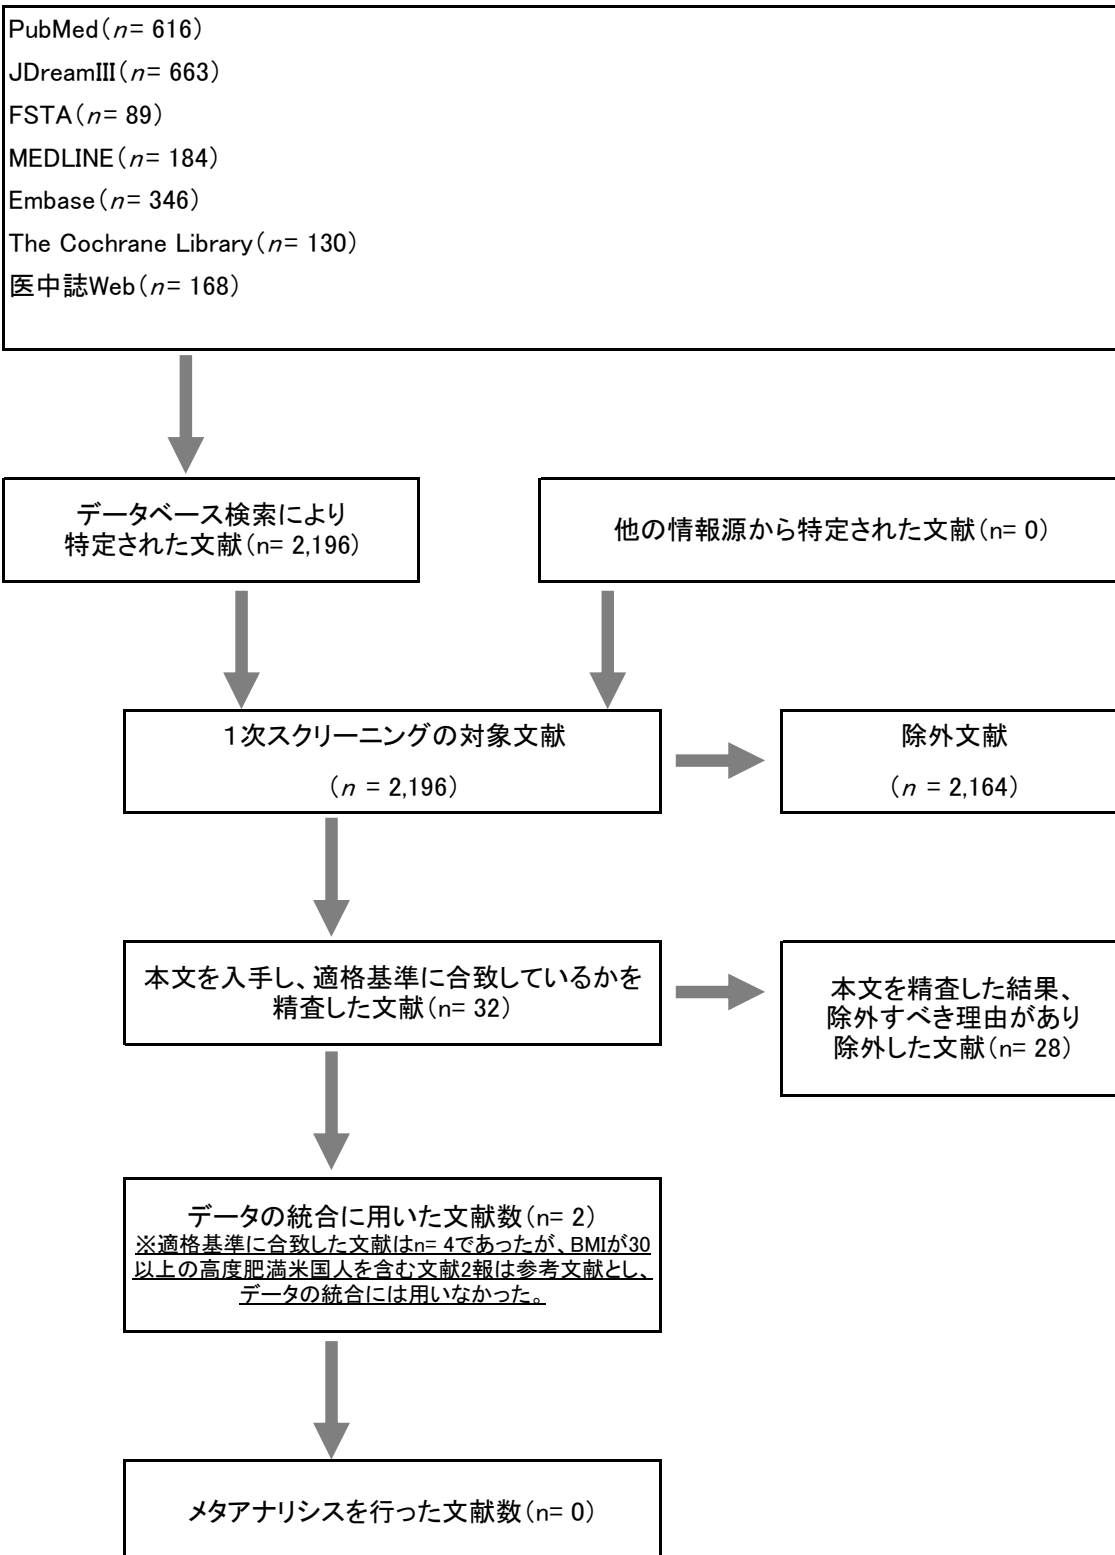 PubMed（n= 616）
JDreamIII（n= 663）
FSTA（n= 89）
MEDLINE（n= 184）
Embase（n= 346）
The Cochrane Library（n= 130）
医中誌Web（n= 168）
データベース検索により
特定された文献（n= 2,196）
他の情報源から特定された文献（n= 0）
１次スクリーニングの対象文献
（n = 2,196）
除外文献
（n = 2,164）
本文を入手し、適格基準に合致しているかを
精査した文献（n= 32）
本文を精査した結果、
除外すべき理由があり
除外した文献（n= 28）
データの統合に用いた文献数（n= 2）
※適格基準に合致した文献はn= 4であったが、BMIが30
以上の高度肥満米国人を含む文献2報は参考文献とし、
データの統合には用いなかった。
メタアナリシスを行った文献数（n= 0）